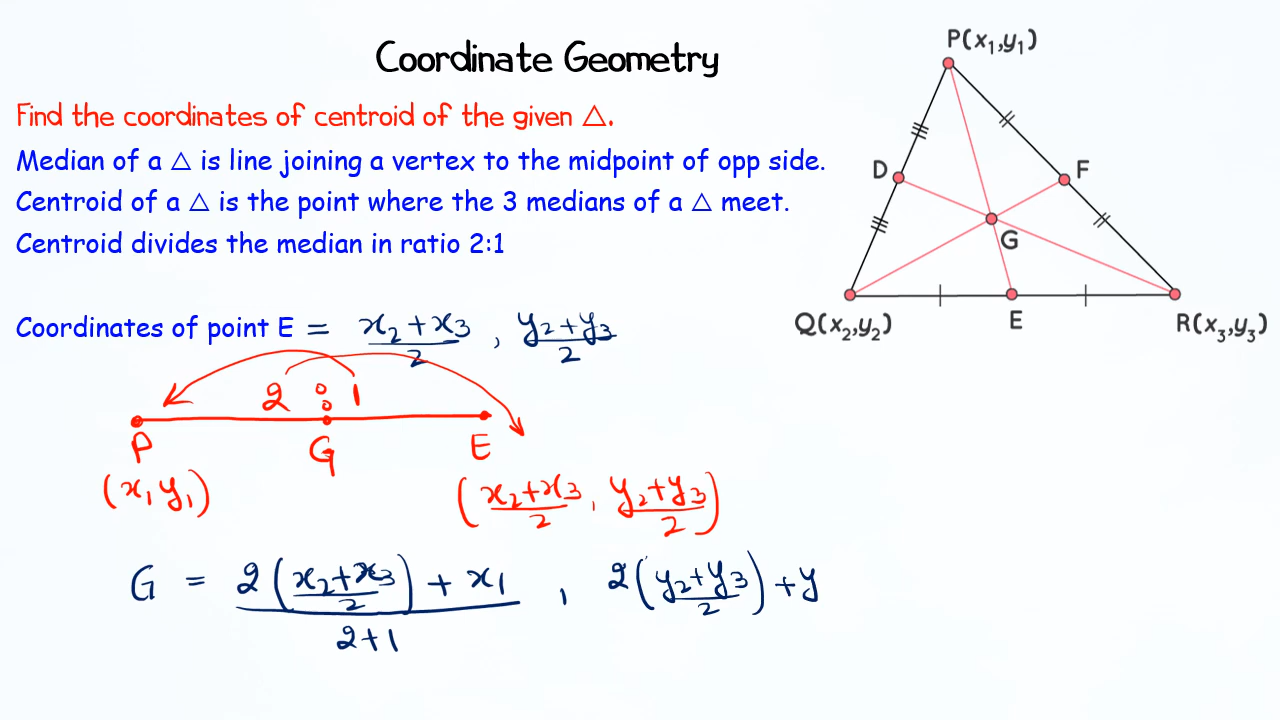 Coordinate Geometry
Find the coordinates of centroid of the given △.
Median of a △ is line joining a vertex to the midpoint of opp side.
Centroid of a △ is the point where the 3 medians of a △ meet.
Centroid divides the median in ratio 2:1
Coordinates of point E = (x₂+x₃)/2 , (y₂+y₃)/2
2 : 1
P G E
(x₁ y₁) ((x₂+x₃)/2 , (y₂+y₃)/2)
G = (2((x₂+x₃)/2) + x₁)/(2+1) , 2((y₂+y₃)/2) + y
P(x₁,y₁)
D F
G
Q(x₂,y₂) E R(x₃,y₃)